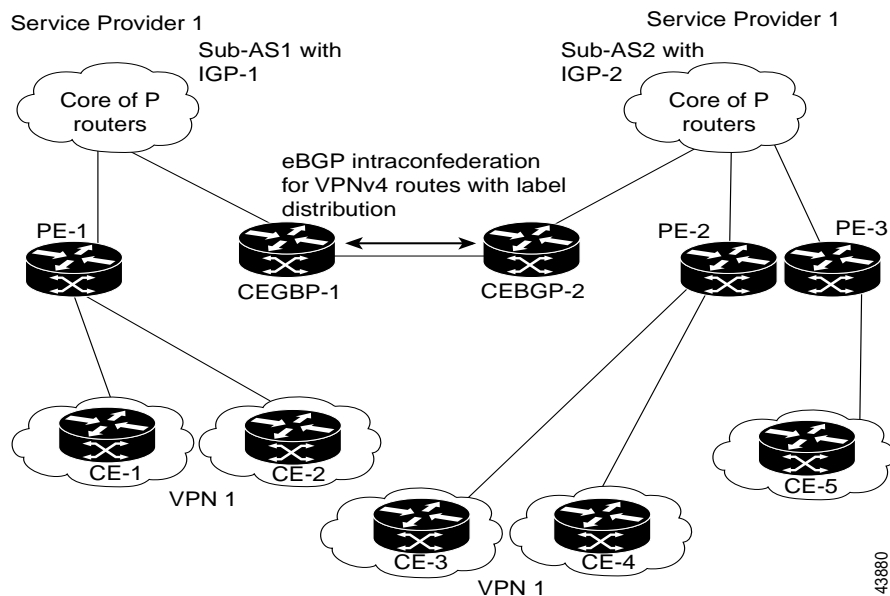 Service Provider 1
Service Provider 1
Sub-AS1 with
IGP-1
Sub-AS2 with
IGP-2
Core of P
routers
Core of P
routers
eBGP intraconfederation
for VPNv4 routes with label
distribution
PE-1
PE-2
PE-3
CEGBP-1
CEBGP-2
CE-1
CE-2
CE-5
VPN 1
CE-3
CE-4
VPN 1
43880